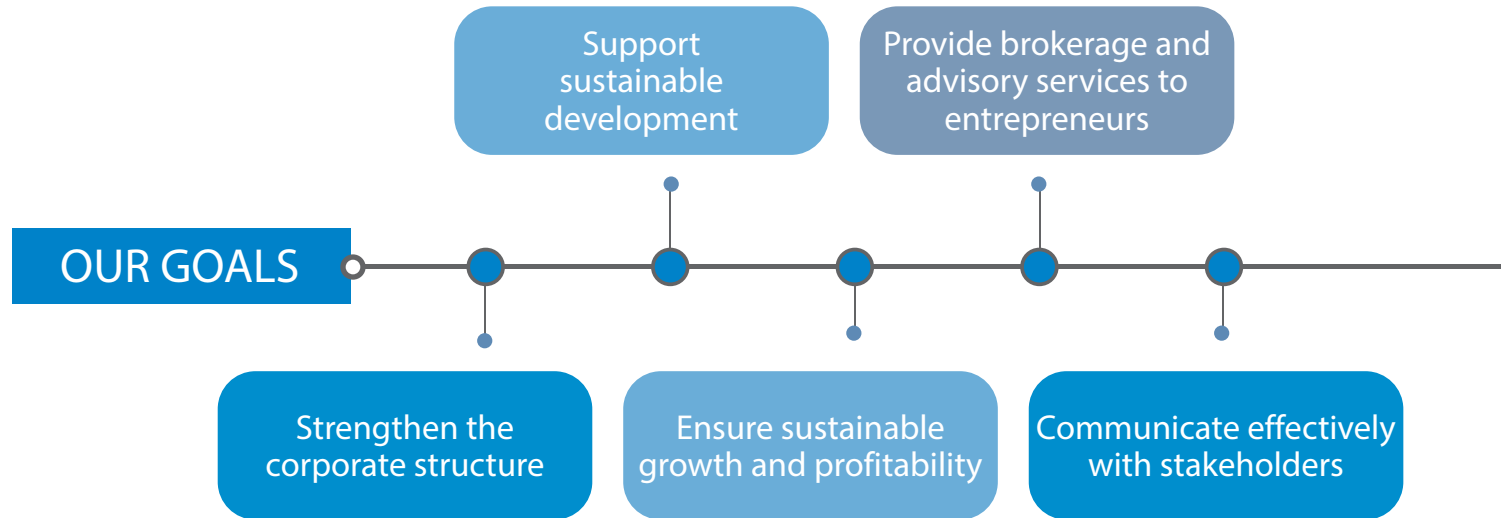 Support
sustainable
development
Provide brokerage and
advisory services to
entrepreneurs
OUR GOALS
Strengthen the
corporate structure
Ensure sustainable
growth and profitability
Communicate effectively
with stakeholders